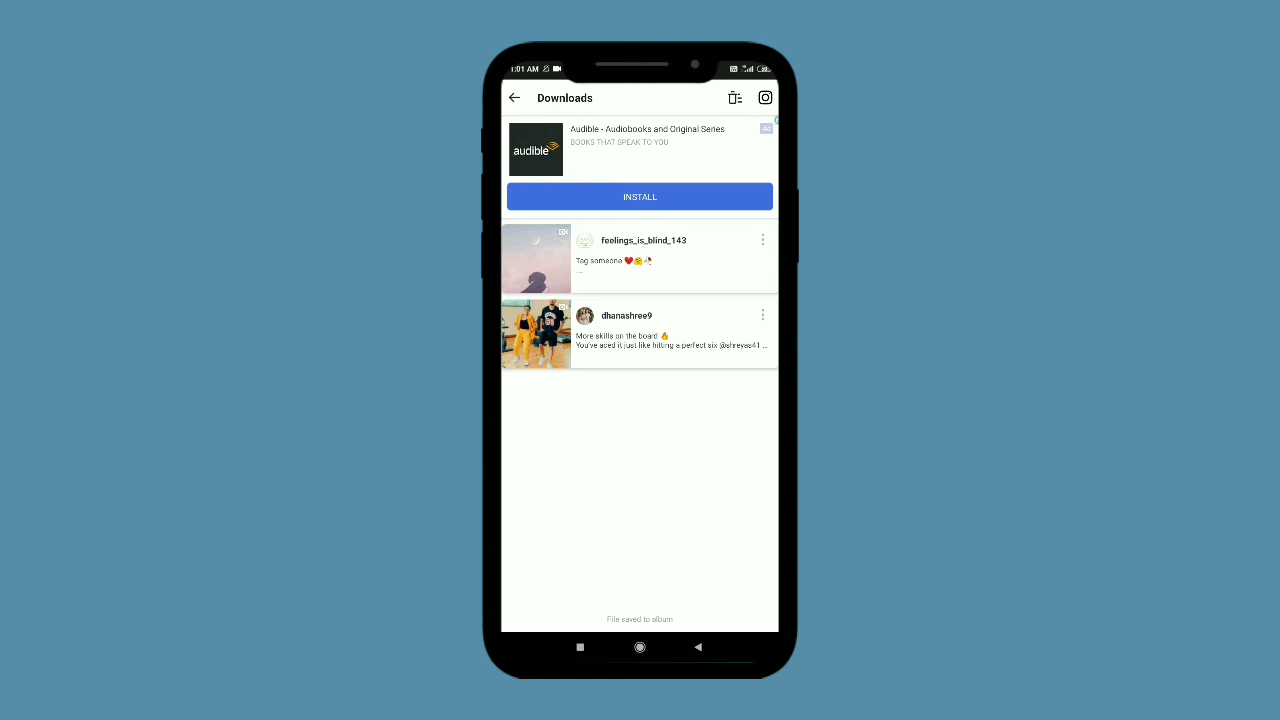 1:01 AM
Downloads
audible
Audible - Audiobooks and Original Series
Ad
BOOKS THAT SPEAK TO YOU
INSTALL
feelings_is_blind_143
Tag someone ❤️🤗🥀
....
dhanashree9
More skills on the board 🔥
You've aced it just like hitting a perfect six @shreyas41 ...
File saved to album